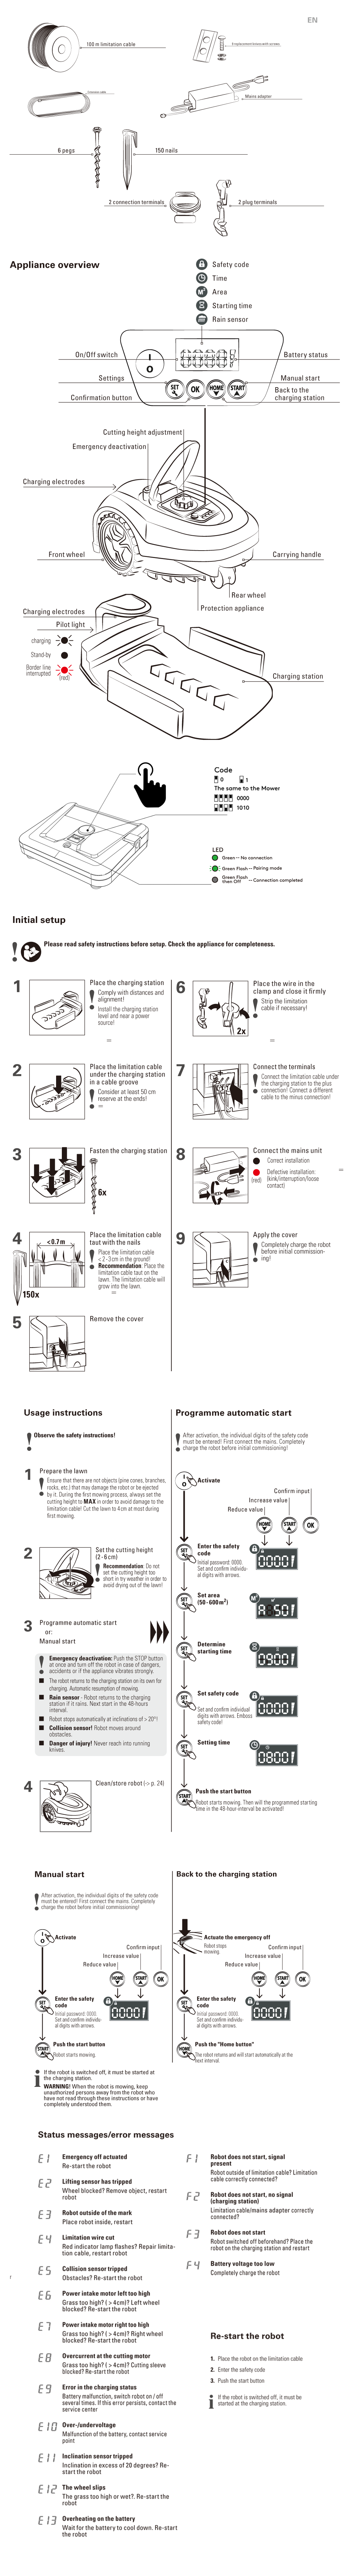 EN
100 m limitation cable
9 replacement knives with screws
Mains adapter
6 pegs
150 nails
2 connection terminals
2 plug terminals
Appliance overview
Safety code
Time
Area
Starting time
Rain sensor
On/Off switch
Battery status
Settings
Manual start
Confirmation button
Back to the
charging station
I
O
SET
OK
HOME
START
Cutting height adjustment
Emergency deactivation
Charging electrodes
Front wheel
Carrying handle
Rear wheel
Protection appliance
Charging electrodes
Pilot light
charging
Stand-by
Border line
interrupted
(red)
Charging station
Code
0
1
The same to the Mower
0000
1010
LED
Green — No connection
Green Flash — Pairing mode
Green Flash
then Off — Connection completed
Initial setup
Please read safety instructions before setup. Check the appliance for completeness.
1
Place the charging station
Comply with distances and
alignment!
Install the charging station
level and near a power
source!
2
Place the limitation cable
under the charging station
in a cable groove
Consider at least 50 cm
reserve at the ends!
3
Fasten the charging station
6x
4
< 0.7 m
150x
Place the limitation cable
taut with the nails
Place the limitation cable
< 2 - 3 cm in the ground!
Recommendation: Place the
limitation cable taut on the
lawn. The limitation cable will
grow into the lawn.
5
Remove the cover
6
2x
Place the wire in the
clamp and close it firmly
Strip the limitation
cable if necessary!
7
Connect the terminals
Connect the limitation cable under
the charging station to the plus
connection! Connect a different
cable to the minus connection!
8
Connect the mains unit
Correct installation
Defective installation:
(kink/interruption/loose
contact)
(red)
9
Apply the cover
Completely charge the robot
before initial commission-
ing!
Usage instructions
Observe the safety instructions!
1
Prepare the lawn
Ensure that there are not objects (pine cones, branches,
rocks, etc.) that may damage the robot or be ejected
by it. During the first mowing process, always set the
cutting height to MAX in order to avoid damage to the
limitation cable! Cut the lawn to 4 cm at most during
first mowing.
2
Set the cutting height
(2 - 6 cm)
Recommendation: Do not
set the cutting height too
short in dry weather in order to
avoid drying out of the lawn!
3
Programme automatic start
or:
Manual start
Emergency deactivation: Push the STOP button
at once and turn off the robot in case of dangers,
accidents or if the appliance vibrates strongly.
The robot returns to the charging station on its own for
charging. Automatic resumption of mowing.
Rain sensor - Robot returns to the charging
station if it rains. Next start in the 48-hours
interval.
Robot stops automatically at inclinations of > 20°!
Collision sensor! Robot moves around
obstacles.
Danger of injury! Never reach into running
knives.
4
Clean/store robot (-> p. 24)
Programme automatic start
After activation, the individual digits of the safety code
must be entered! First connect the mains. Completely
charge the robot before initial commissioning!
I
O
Activate
Confirm input
Increase value
Reduce value
HOME
START
OK
SET
Enter the safety
code
Initial password: 0000.
Set and confirm individu-
al digits with arrows.
SET
Set area
(50 - 600 m²)
SET
Determine
starting time
SET
Set safety code
Set and confirm individual
digits with arrows. Emboss
safety code!
SET
Setting time
START
Push the start button
Robot starts mowing. Then will the programmed starting
time in the 48-hour-interval be activated!
Manual start
After activation, the individual digits of the safety code
must be entered! First connect the mains. Completely
charge the robot before initial commissioning!
I
O
Activate
Confirm input
Increase value
Reduce value
HOME
START
OK
SET
Enter the safety
code
Initial password: 0000.
Set and confirm individu-
al digits with arrows.
START
Push the start button
Robot starts mowing.
If the robot is switched off, it must be started at
the charging station.
WARNING! When the robot is mowing, keep
unauthorized persons away from the robot who
have not read through these instructions or have
completely understood them.
Back to the charging station
Actuate the emergency off
Robot stops
mowing.
Confirm input
Increase value
Reduce value
HOME
START
OK
SET
Enter the safety
code
Initial password: 0000.
Set and confirm individu-
al digits with arrows.
HOME
Push the "Home button"
The robot returns and will start automatically at the
next interval.
Status messages/error messages
E1
Emergency off actuated
Re-start the robot
E2
Lifting sensor has tripped
Wheel blocked? Remove object, restart
robot
E3
Robot outside of the mark
Place robot inside, restart
E4
Limitation wire cut
Red indicator lamp flashes? Repair limita-
tion cable, restart robot
E5
Collision sensor tripped
Obstacles? Re-start the robot
E6
Power intake motor left too high
Grass too high? ( > 4cm)? Left wheel
blocked? Re-start the robot
E7
Power intake motor right too high
Grass too high? ( > 4cm)? Right wheel
blocked? Re-start the robot
E8
Overcurrent at the cutting motor
Grass too high? ( > 4cm)? Cutting sleeve
blocked? Re-start the robot
E9
Error in the charging status
Battery malfunction, switch robot on / off
several times. If this error persists, contact the
service center
E10
Over-/undervoltage
Malfunction of the battery, contact service
point
E11
Inclination sensor tripped
Inclination in excess of 20 degrees? Re-
start the robot
E12
The wheel slips
The grass too high or wet?. Re-start the
robot
E13
Overheating on the battery
Wait for the battery to cool down. Re-start
the robot
F1
Robot does not start, signal
present
Robot outside of limitation cable? Limitation
cable correctly connected?
F2
Robot does not start, no signal
(charging station)
Limitation cable/mains adapter correctly
connected?
F3
Robot does not start
Robot switched off beforehand? Place the
robot on the charging station and restart
F4
Battery voltage too low
Completely charge the robot
Re-start the robot
1. Place the robot on the limitation cable
2. Enter the safety code
3. Push the start button
If the robot is switched off, it must be
started at the charging station.